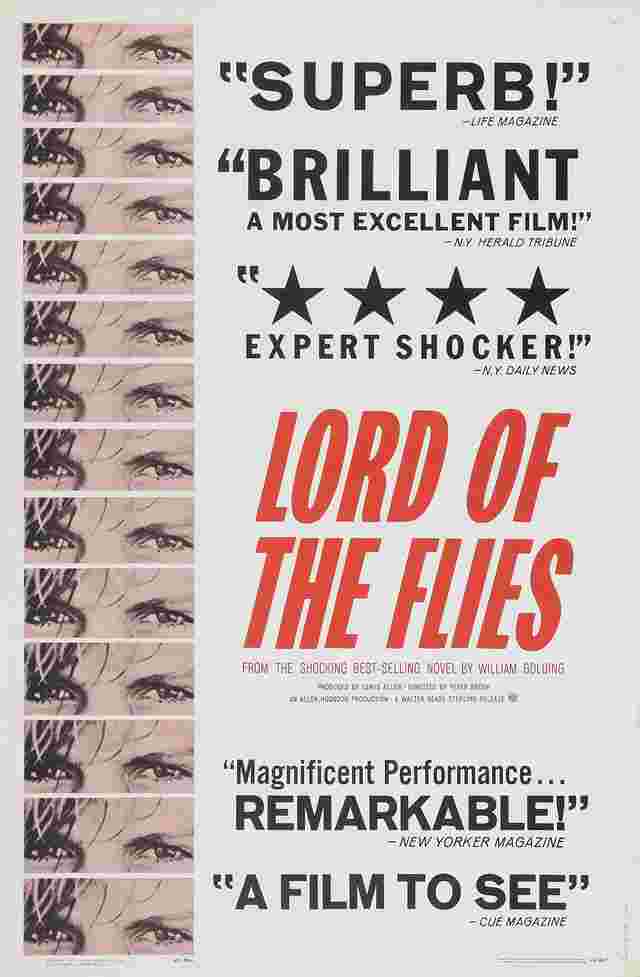 “SUPERB!”
–LIFE MAGAZINE
“BRILLIANT
A MOST EXCELLENT FILM!”
–N.Y. HERALD TRIBUNE
“★ ★ ★ ★
EXPERT SHOCKER!”
–N.Y. DAILY NEWS
LORD OF
THE FLIES
FROM THE SHOCKING BEST-SELLING NOVEL BY WILLIAM GOLDING
PRODUCED BY LEWIS ALLEN · DIRECTED BY PETER BROOK
AN ALLEN-HODGDON PRODUCTION · A WALTER READE-STERLING RELEASE
“Magnificent Performance...
REMARKABLE!”
– NEW YORKER MAGAZINE
“A FILM TO SEE”
– CUE MAGAZINE